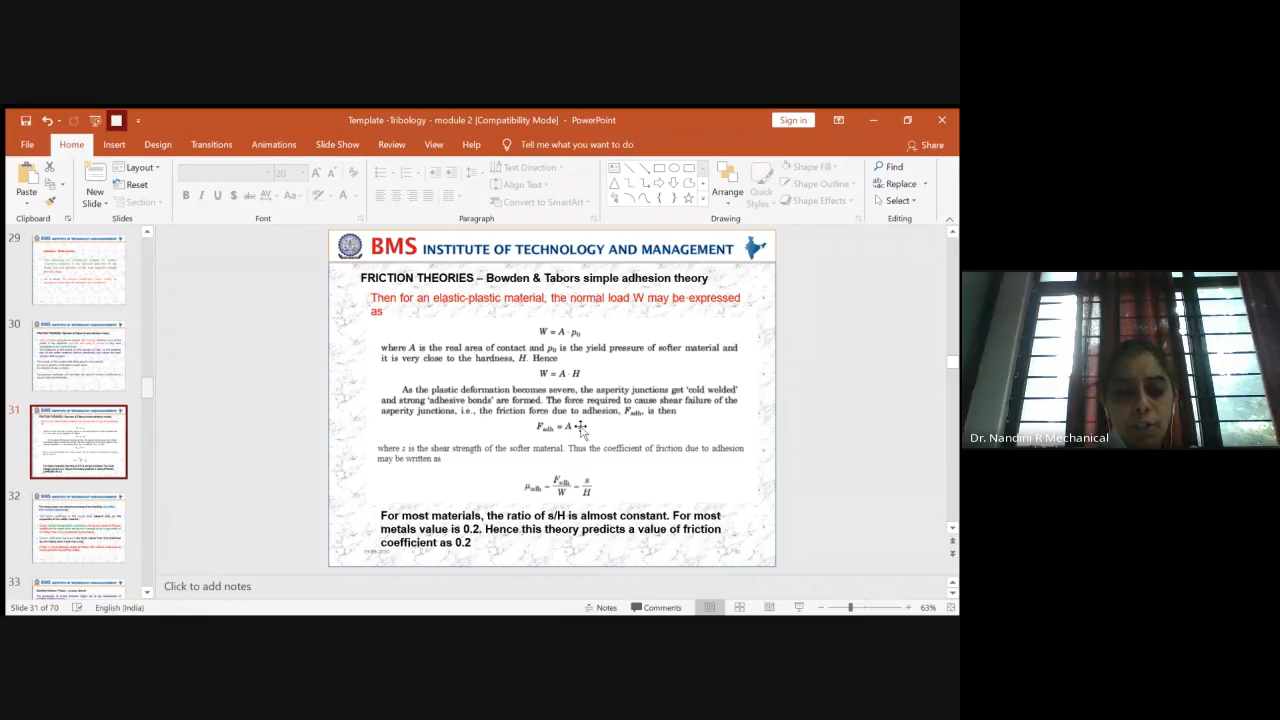 Template -Tribology - module 2 [Compatibility Mode] - PowerPoint
Sign in
File Home Insert Design Transitions Animations Slide Show Review View Help Tell me what you want to do
Share
Paste
Clipboard
New
Slide
Layout
Reset
Section
Slides
20
B I U S abc AV Aa A
Font
Text Direction
Align Text
Convert to SmartArt
Paragraph
Arrange
Quick
Styles
Shape Fill
Shape Outline
Shape Effects
Drawing
Find
Replace
Select
Editing
29
30
31
32
33
BMS INSTITUTE OF TECHNOLOGY AND MANAGEMENT
FRICTION THEORIES – Bowden & Tabors simple adhesion theory
Then for an elastic-plastic material, the normal load W may be expressed
as
W = A · p₀
where A is the real area of contact and p₀ is the yield pressure of softer material and
it is very close to the hardness, H. Hence
W = A · H
As the plastic deformation becomes severe, the asperity junctions get 'cold welded'
and strong 'adhesive bonds' are formed. The force required to cause shear failure of the
asperity junctions, i.e., the friction force due to adhesion, F_adh, is then
F_adh = A
where s is the shear strength of the softer material. Thus the coefficient of friction due to adhesion
may be written as
μ_adh = F_adh / W = s / H
For most materials, the ratio of s/H is almost constant. For most
metals value is 0.2, Hence is theory predicts a value of friction
coefficient as 0.2
Click to add notes
Slide 31 of 70
English (India)
Notes
Comments
63%
Dr. Nandini R Mechanical